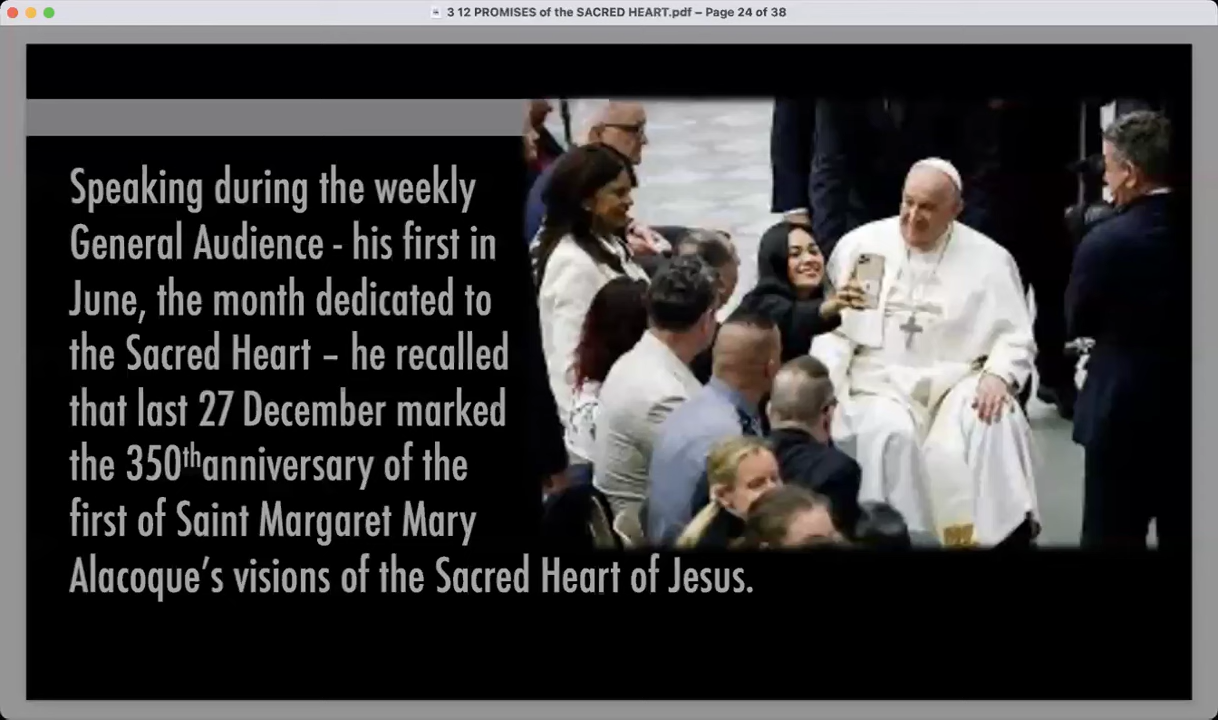 3 12 PROMISES of the SACRED HEART.pdf – Page 24 of 38
Speaking during the weekly
General Audience - his first in
June, the month dedicated to
the Sacred Heart – he recalled
that last 27 December marked
the 350thanniversary of the
first of Saint Margaret Mary
Alacoque’s visions of the Sacred Heart of Jesus.